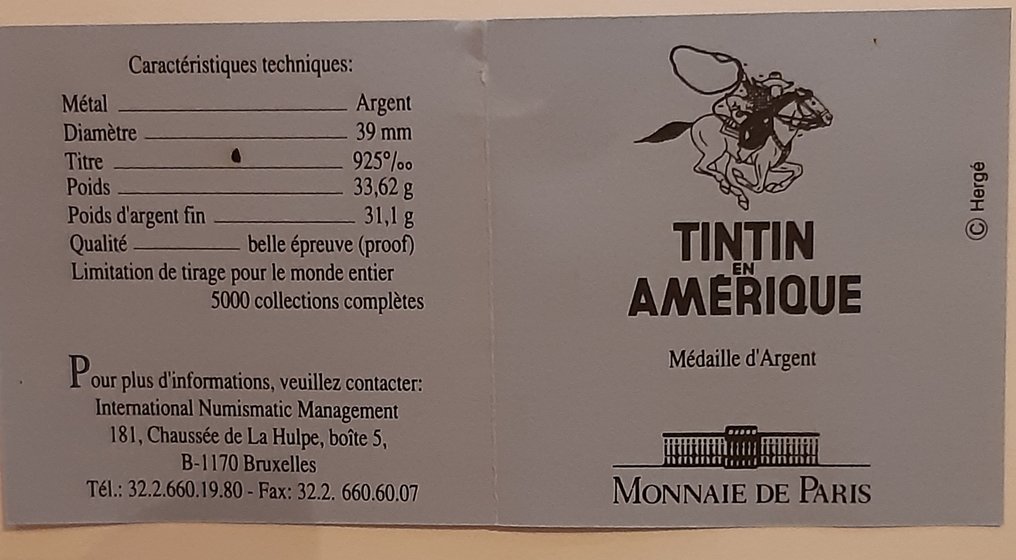 Caractéristiques techniques:
Métal Argent
Diamètre 39 mm
Titre 925°/oo
Poids 33,62 g
Poids d'argent fin 31,1 g
Qualité belle épreuve (proof)
Limitation de tirage pour le monde entier
5000 collections complètes
Pour plus d'informations, veuillez contacter:
International Numismatic Management
181, Chaussée de La Hulpe, boîte 5,
B-1170 Bruxelles
Tél.: 32.2.660.19.80 - Fax: 32.2. 660.60.07
TINTIN
EN
AMÉRIQUE
Médaille d'Argent
MONNAIE DE PARIS
© Hergé